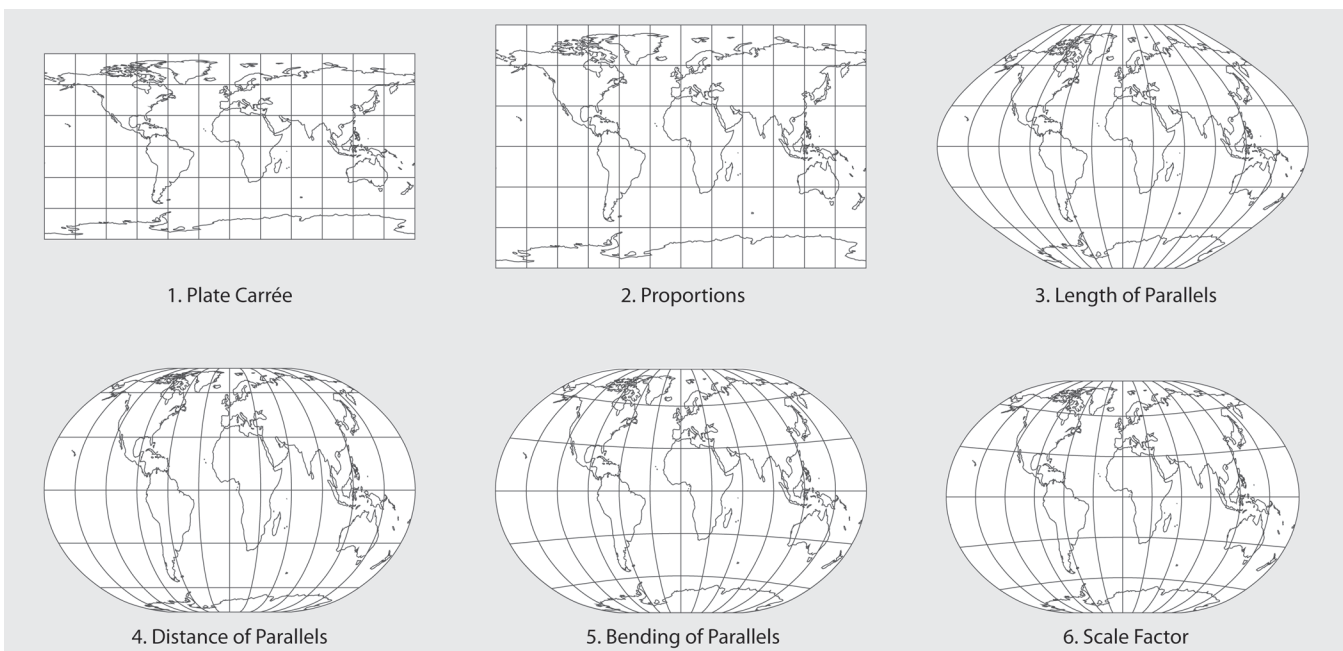 1. Plate Carrée
2. Proportions
3. Length of Parallels
4. Distance of Parallels
5. Bending of Parallels
6. Scale Factor